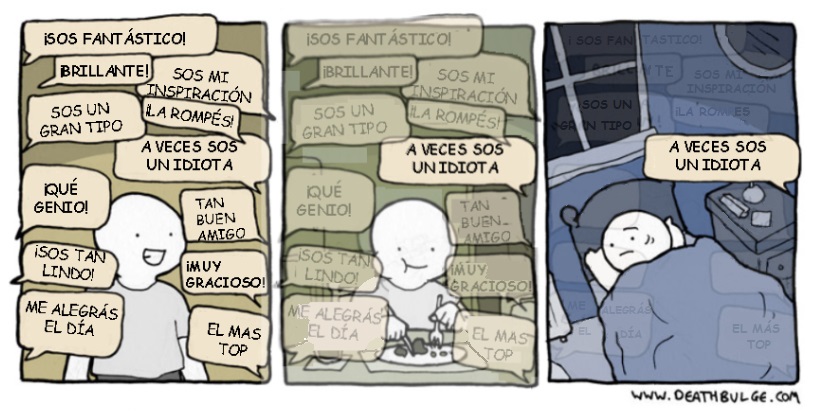 ¡SOS FANTÁSTICO!
¡BRILLANTE!
SOS MI
INSPIRACIÓN
SOS UN
GRAN TIPO
¡LA ROMPÉS!
A VECES SOS
UN IDIOTA
¡QUÉ
GENIO!
TAN
BUEN
AMIGO
¡SOS TAN
LINDO!
¡MUY
GRACIOSO!
ME ALEGRÁS
EL DÍA
EL MAS
TOP
¡SOS FANTÁSTICO!
¡BRILLANTE!
SOS MI
INSPIRACIÓN
SOS UN
GRAN TIPO
¡LA ROMPÉS!
A VECES SOS
UN IDIOTA
¡QUÉ
GENIO!
TAN
BUEN
AMIGO
¡SOS TAN
LINDO!
¡MUY
GRACIOSO!
ME ALEGRÁS
EL DÍA
EL MAS
TOP
¡SOS FANTASTICO!
BRILLANTE
SOS MI
INSPIRACIÓN
SOS UN
GRAN TIPO
¡LA ROMPES
A VECES SOS
UN IDIOTA
ME ALEGRÁS
EL DÍA
EL MÁS
TOP
WWW.DEATHBULGE.COM